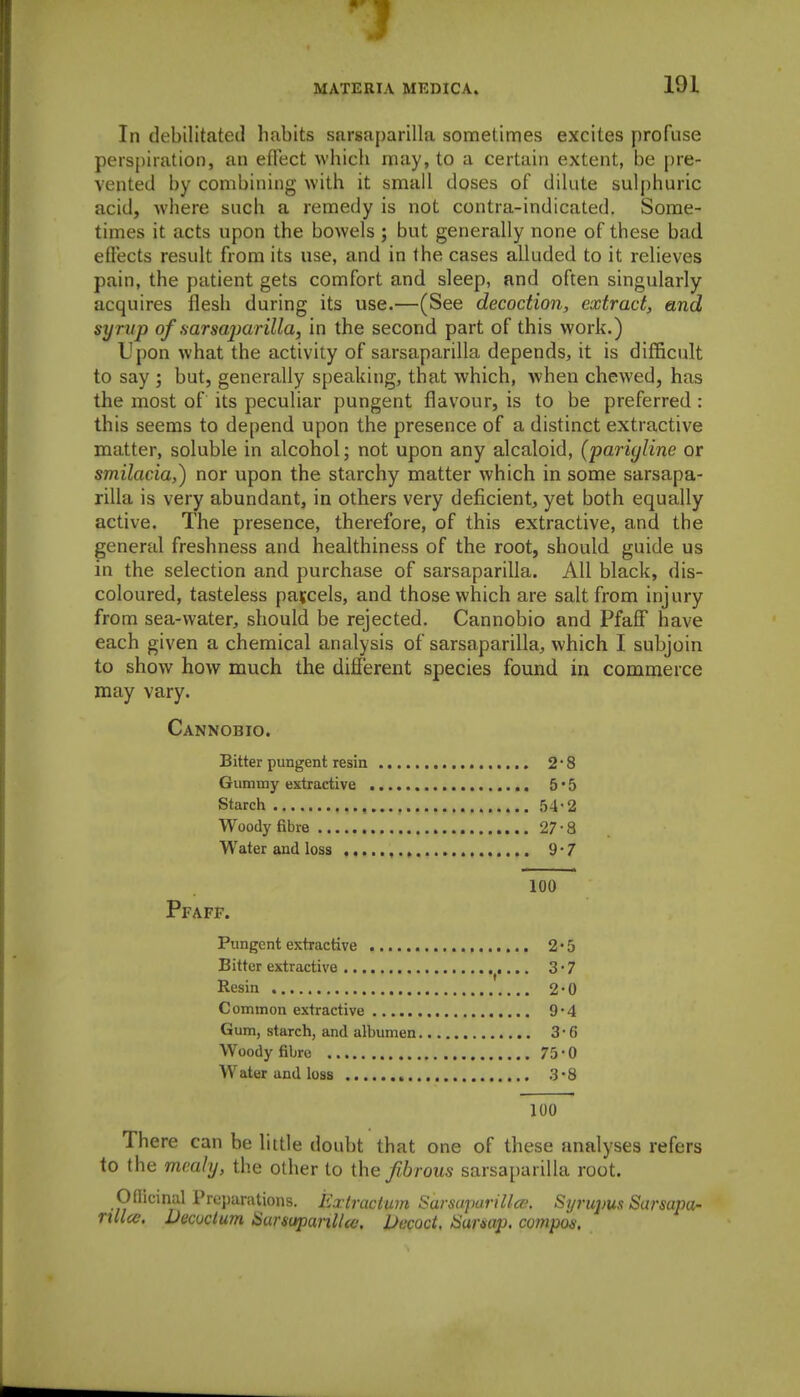 MATERIA MEDICA. 191
In debilitated habits sarsaparilla sometimes excites profuse
perspiration, an effect which may, to a certain extent, be pre-
vented by combining with it small doses of dilute sulphuric
acid, where such a remedy is not contra-indicated. Some-
times it acts upon the bowels ; but generally none of these bad
effects result from its use, and in the cases alluded to it relieves
pain, the patient gets comfort and sleep, and often singularly
acquires flesh during its use.—(See decoction, extract, and
syrup of sarsaparilla, in the second part of this work.)
Upon what the activity of sarsaparilla depends, it is difficult
to say ; but, generally speaking, that which, when chewed, has
the most of its peculiar pungent flavour, is to be preferred :
this seems to depend upon the presence of a distinct extractive
matter, soluble in alcohol; not upon any alcaloid, (parigline or
smilacia,) nor upon the starchy matter which in some sarsapa-
rilla is very abundant, in others very deficient, yet both equally
active. The presence, therefore, of this extractive, and the
general freshness and healthiness of the root, should guide us
in the selection and purchase of sarsaparilla. All black, dis-
coloured, tasteless parcels, and those which are salt from injury
from sea-water, should be rejected. Cannobio and Pfaff have
each given a chemical analysis of sarsaparilla, which I subjoin
to show how much the different species found in commerce
may vary.
CANNOBIO.
Bitter pungent resin .................... 2·8
Gummy extractive .................... 5·5
Starch .................... 54·2
Woody fibre .................... 27·8
Water and loss .................... 9·7
100
PFAFF.
Pungent extractive .................... 2·5
Bitter extractive .................... 3·7
Resin .................... 2·0
Common extractive .................... 9·4
Gum, starch, and albumen.................... 3·6
Woody fibre .................... 75·0
Water and loss .................... 3·8
100
There can be little doubt that one of these analyses refers
to the mealy, the other to the fibrous sarsaparilla root.
Officinal Preparations. Extractum Sarsaparillæ. Syrupus Sarsapa-
rillæ. Decoctum Sarsaparillæ. Decoct. Sarsap. compos.